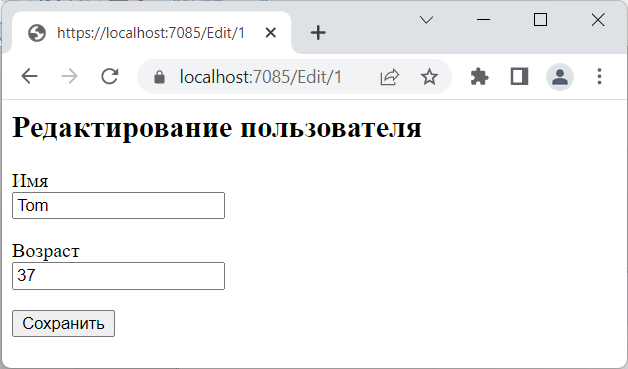 https://localhost:7085/Edit/1
localhost:7085/Edit/1
Редактирование пользователя
Имя
Tom
Возраст
37
Сохранить